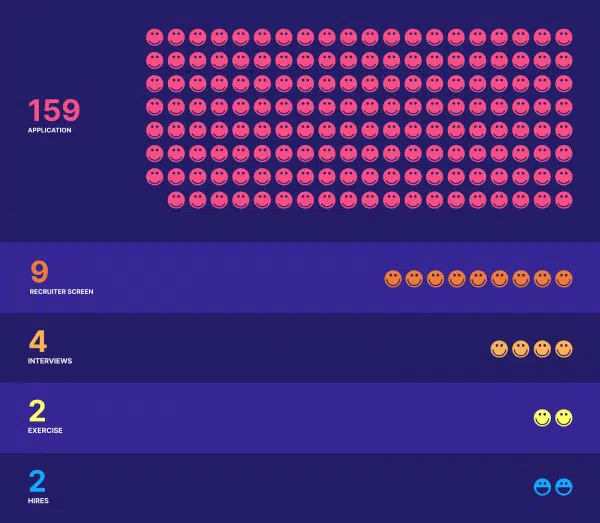 159
APPLICATION
9
RECRUITER SCREEN
4
INTERVIEWS
2
EXERCISE
2
HIRES